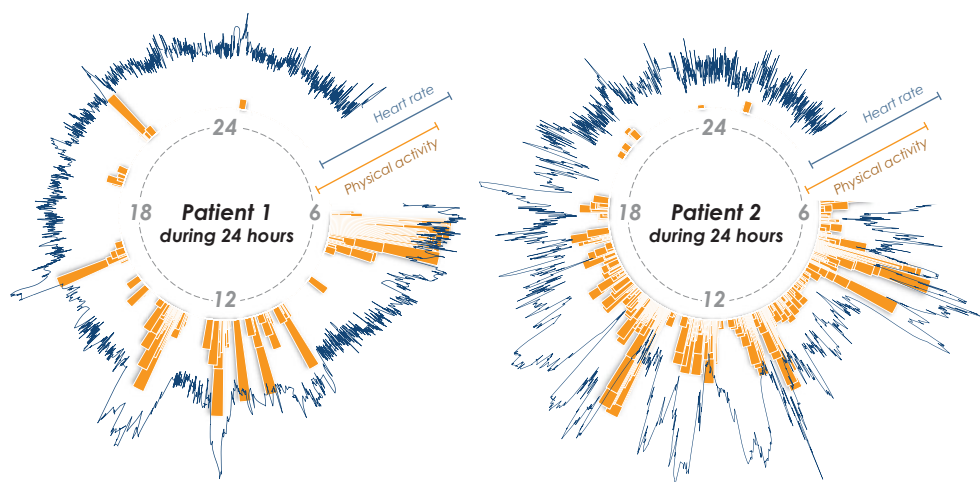 24
18
6
12
Patient 1
during 24 hours
Heart rate
Physical activity
24
18
6
12
Patient 2
during 24 hours
Heart rate
Physical activity